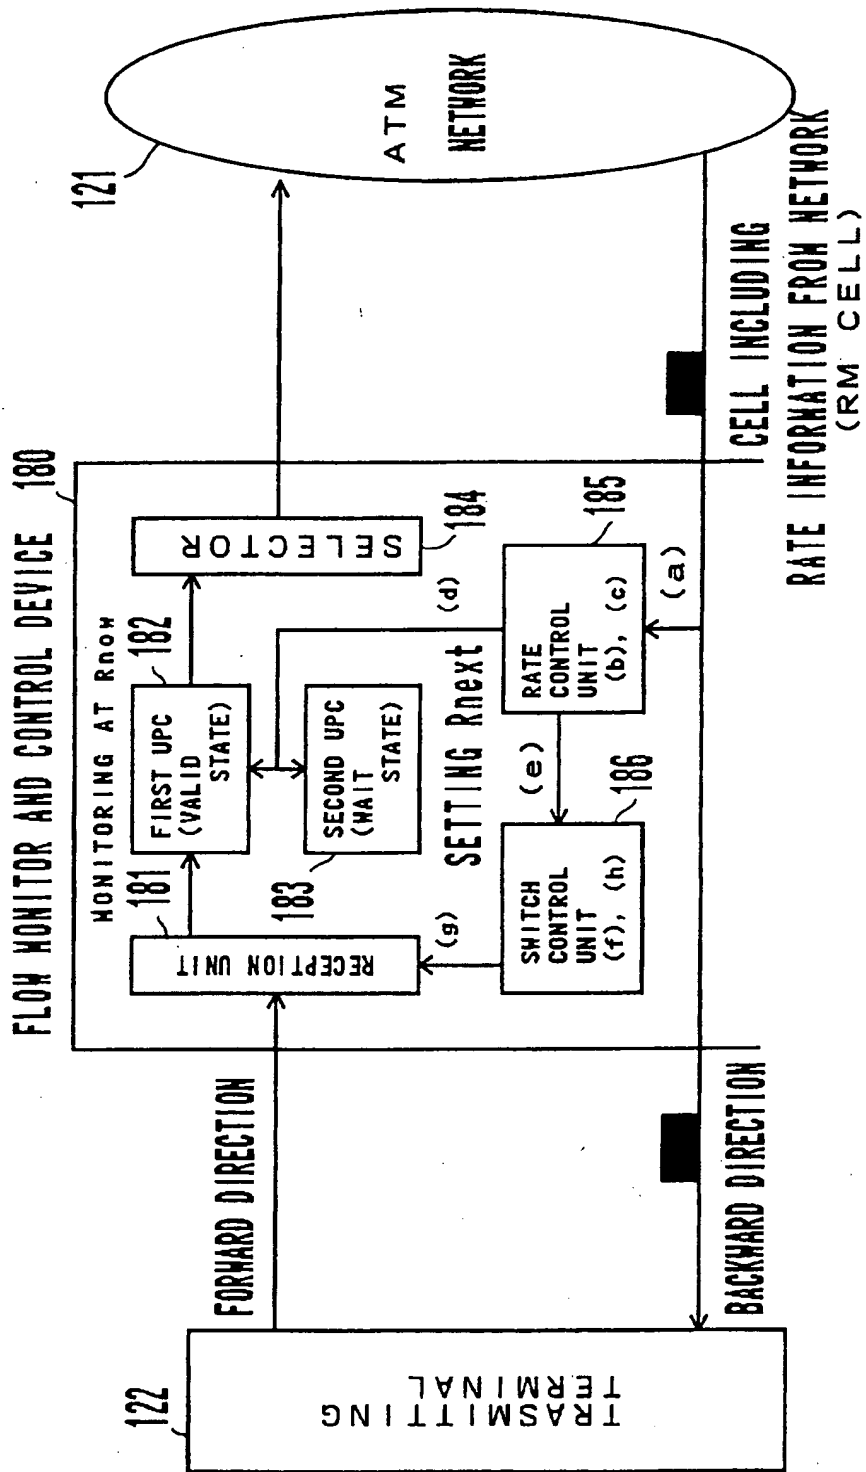 FLOW MONITOR AND CONTROL DEVICE 180
122
TRASMITTING
TERMINAL
FORWARD DIRECTION
BACKWARD DIRECTION
MONITORING AT Rnow
181
RECEPTION UNIT
182
FIRST UPC
(VALID
STATE)
183
SECOND UPC
(WAIT
STATE)
SELECTOR
184
(d)
(g)
SETTING Rnext
(e)
186
SWITCH
CONTROL
UNIT
(f), (h)
185
RATE
CONTROL
UNIT
(b), (c)
(a)
121
ATM
NETWORK
CELL INCLUDING
RATE INFORMATION FROM NETWORK
(RM CELL)